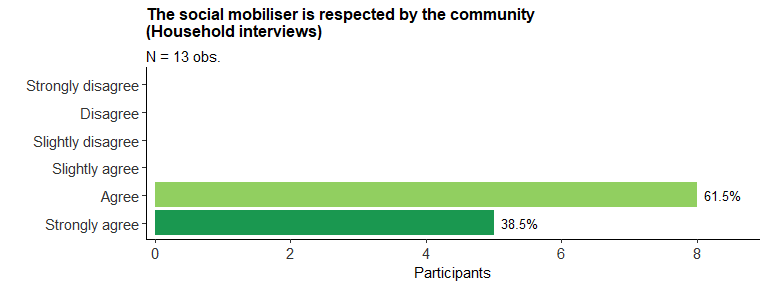 The social mobiliser is respected by the community
(Household interviews)
N = 13 obs.
Strongly disagree
Disagree
Slightly disagree
Slightly agree
Agree
61.5%
Strongly agree
38.5%
0 2 4 6 8
Participants